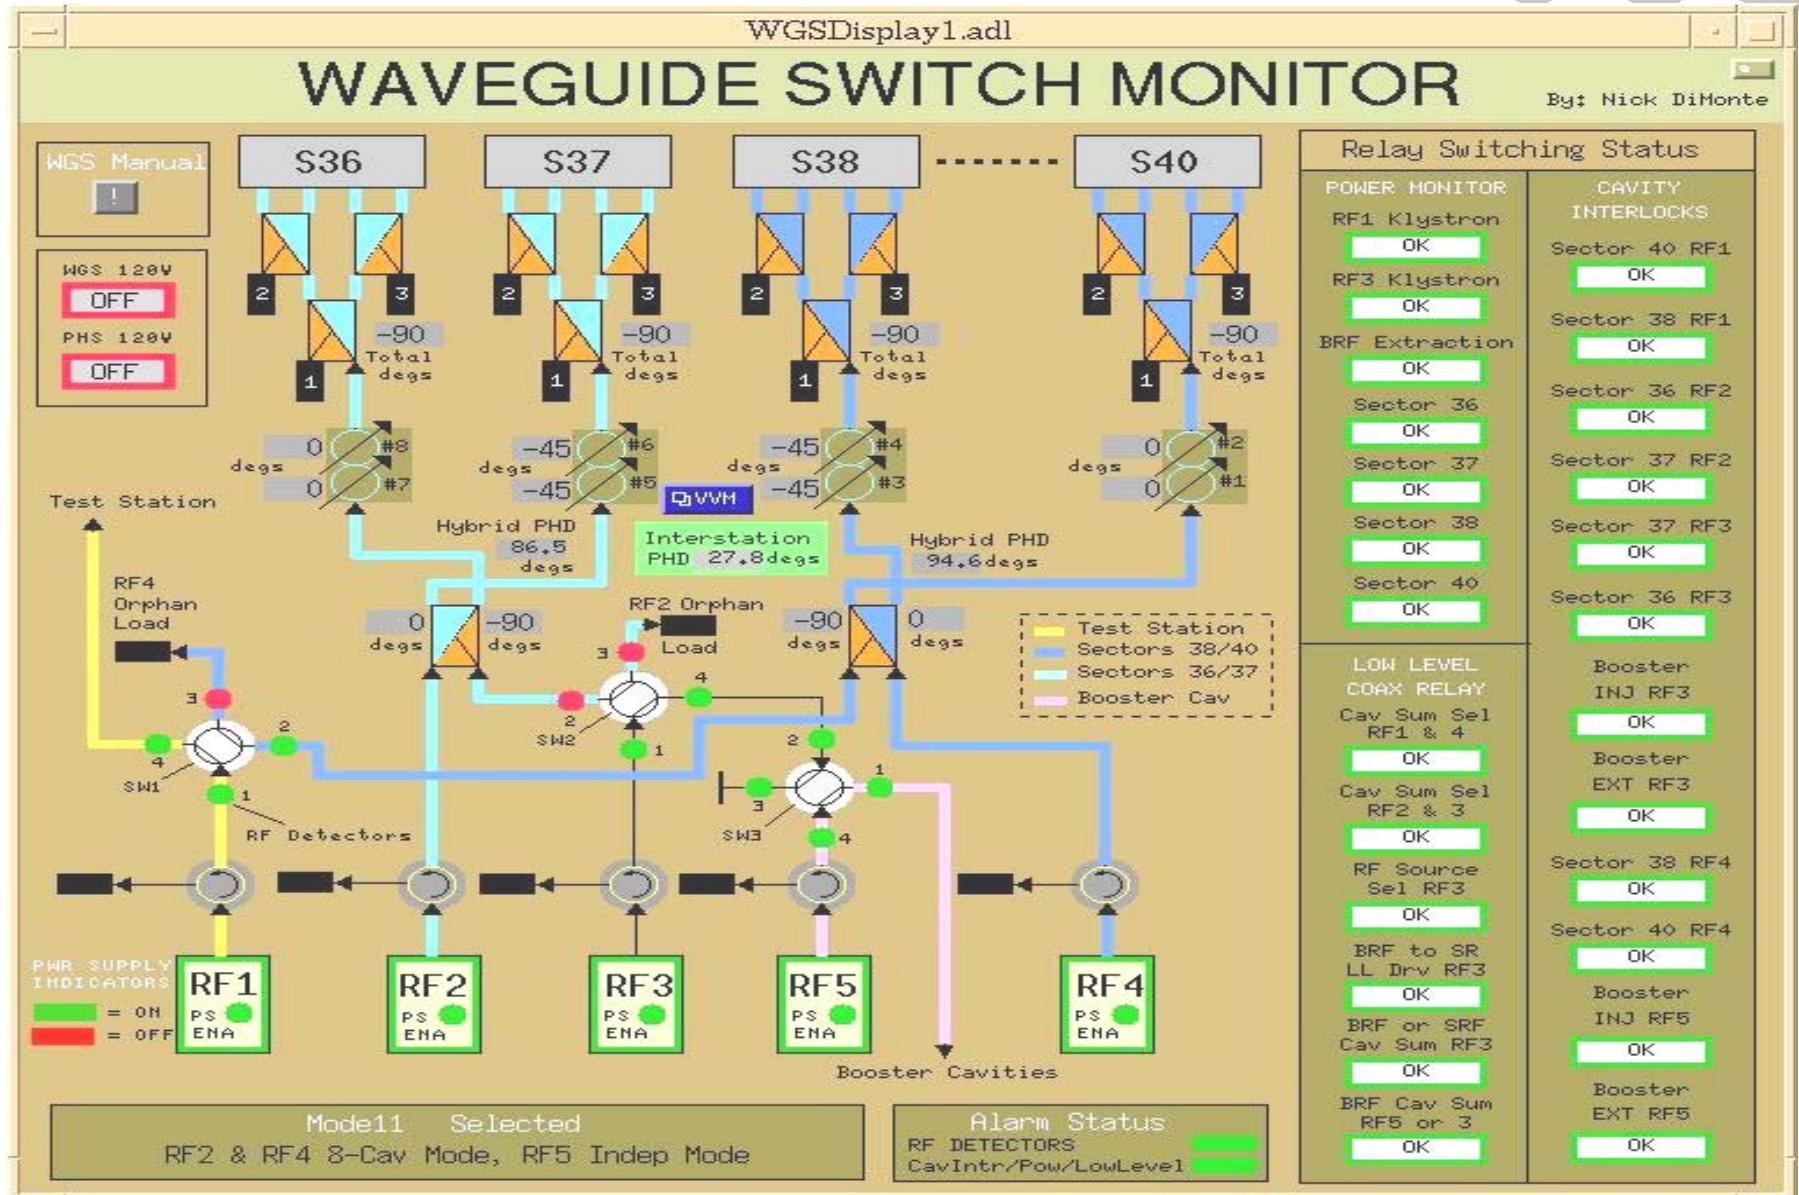 WGSDisplay1.adl
WAVEGUIDE SWITCH MONITOR
By: Nick DiMonte
WGS Manual
!
WGS 120V
OFF
PHS 120V
OFF
S36
S37
S38
S40
2
3
2
3
2
3
2
3
-90
-90
-90
-90
Total
degs
Total
degs
Total
degs
Total
degs
1
1
1
1
0
#8
degs
0
#7
-45
#6
degs
-45
#5
-45
#4
degs
-45
#3
0
#2
degs
0
#1
VVM
Test Station
Hybrid PHD
86.5
degs
Interstation
PHD 27.8degs
Hybrid PHD
94.6degs
RF4
Orphan
Load
0
degs
-90
degs
RF2 Orphan
Load
-90
degs
0
degs
Test Station
Sectors 38/40
Sectors 36/37
Booster Cav
3
2
4
1
SW1
RF Detectors
3
4
2
1
SW2
2
1
3
4
SW3
PWR SUPPLY
INDICATORS
= ON
= OFF
RF1
PS
ENA
RF2
PS
ENA
RF3
PS
ENA
RF5
PS
ENA
RF4
PS
ENA
Booster Cavities
Mode11 Selected
RF2 & RF4 8-Cav Mode, RF5 Indep Mode
Alarm Status
RF DETECTORS
CavIntr/Pow/LowLevel
Relay Switching Status
POWER MONITOR
RF1 Klystron
OK
RF3 Klystron
OK
BRF Extraction
OK
Sector 36
OK
Sector 37
OK
Sector 38
OK
Sector 40
OK
LOW LEVEL
COAX RELAY
Cav Sum Sel
RF1 & 4
OK
Cav Sum Sel
RF2 & 3
OK
RF Source
Sel RF3
OK
BRF to SR
LL Drv RF3
OK
BRF or SRF
Cav Sum RF3
OK
BRF Cav Sum
RF5 or 3
OK
CAVITY
INTERLOCKS
Sector 40 RF1
OK
Sector 38 RF1
OK
Sector 36 RF2
OK
Sector 37 RF2
OK
Sector 37 RF3
OK
Sector 36 RF3
OK
Booster
INJ RF3
OK
Booster
EXT RF3
OK
Sector 38 RF4
OK
Sector 40 RF4
OK
Booster
INJ RF5
OK
Booster
EXT RF5
OK